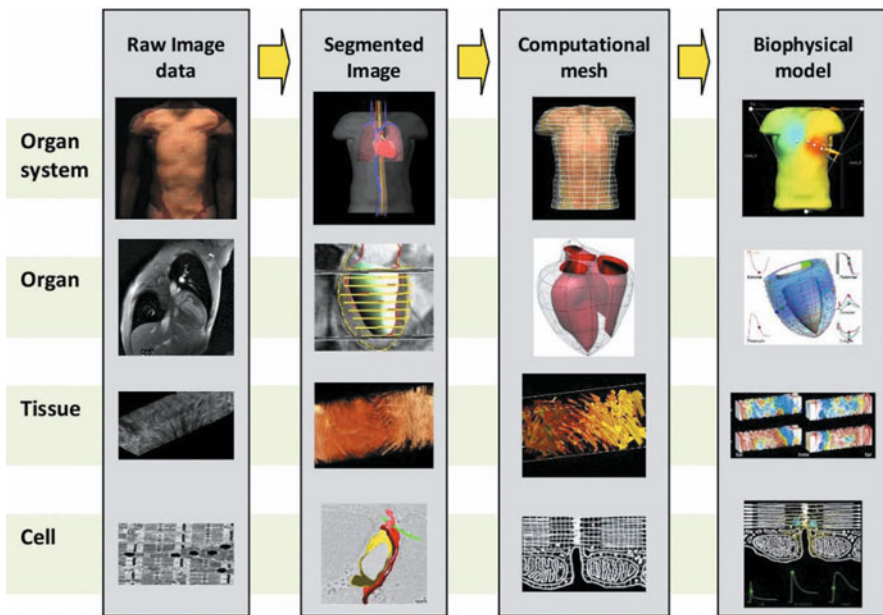 Raw Image
data
Segmented
Image
Computational
mesh
Biophysical
model
Organ
system
Organ
Tissue
Cell